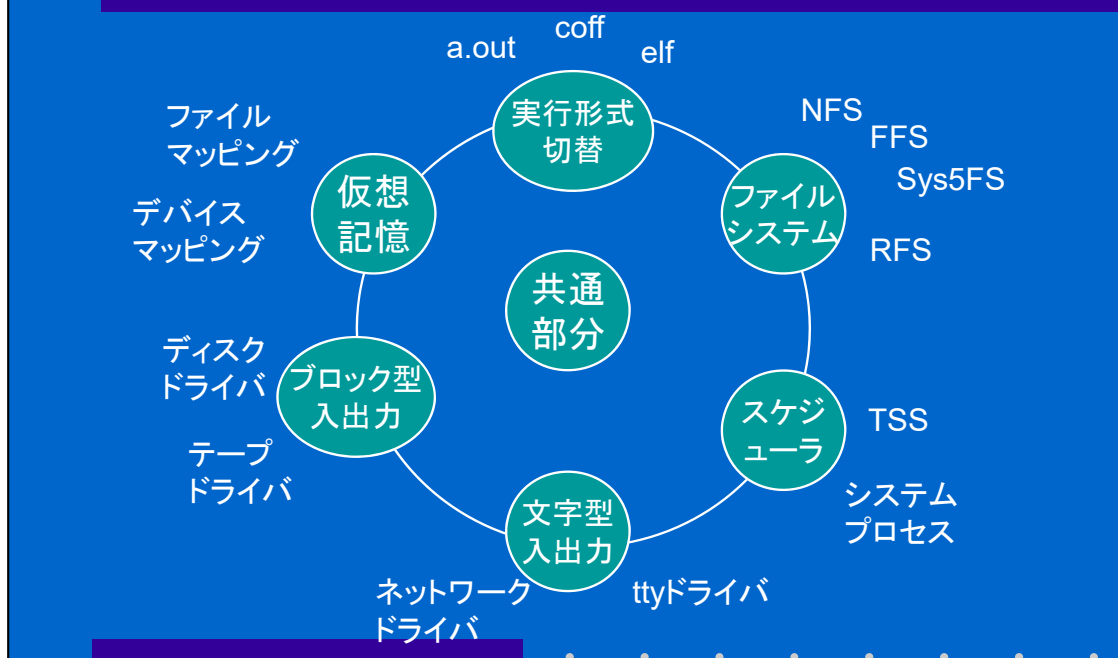 a.out
coff
elf
実行形式
切替
NFS
FFS
Sys5FS
RFS
ファイル
システム
ファイル
マッピング
デバイス
マッピング
仮想
記憶
共通
部分
ディスク
ドライバ
テープ
ドライバ
ブロック型
入出力
スケジ
ューラ
TSS
システム
プロセス
文字型
入出力
ネットワーク
ドライバ
ttyドライバ